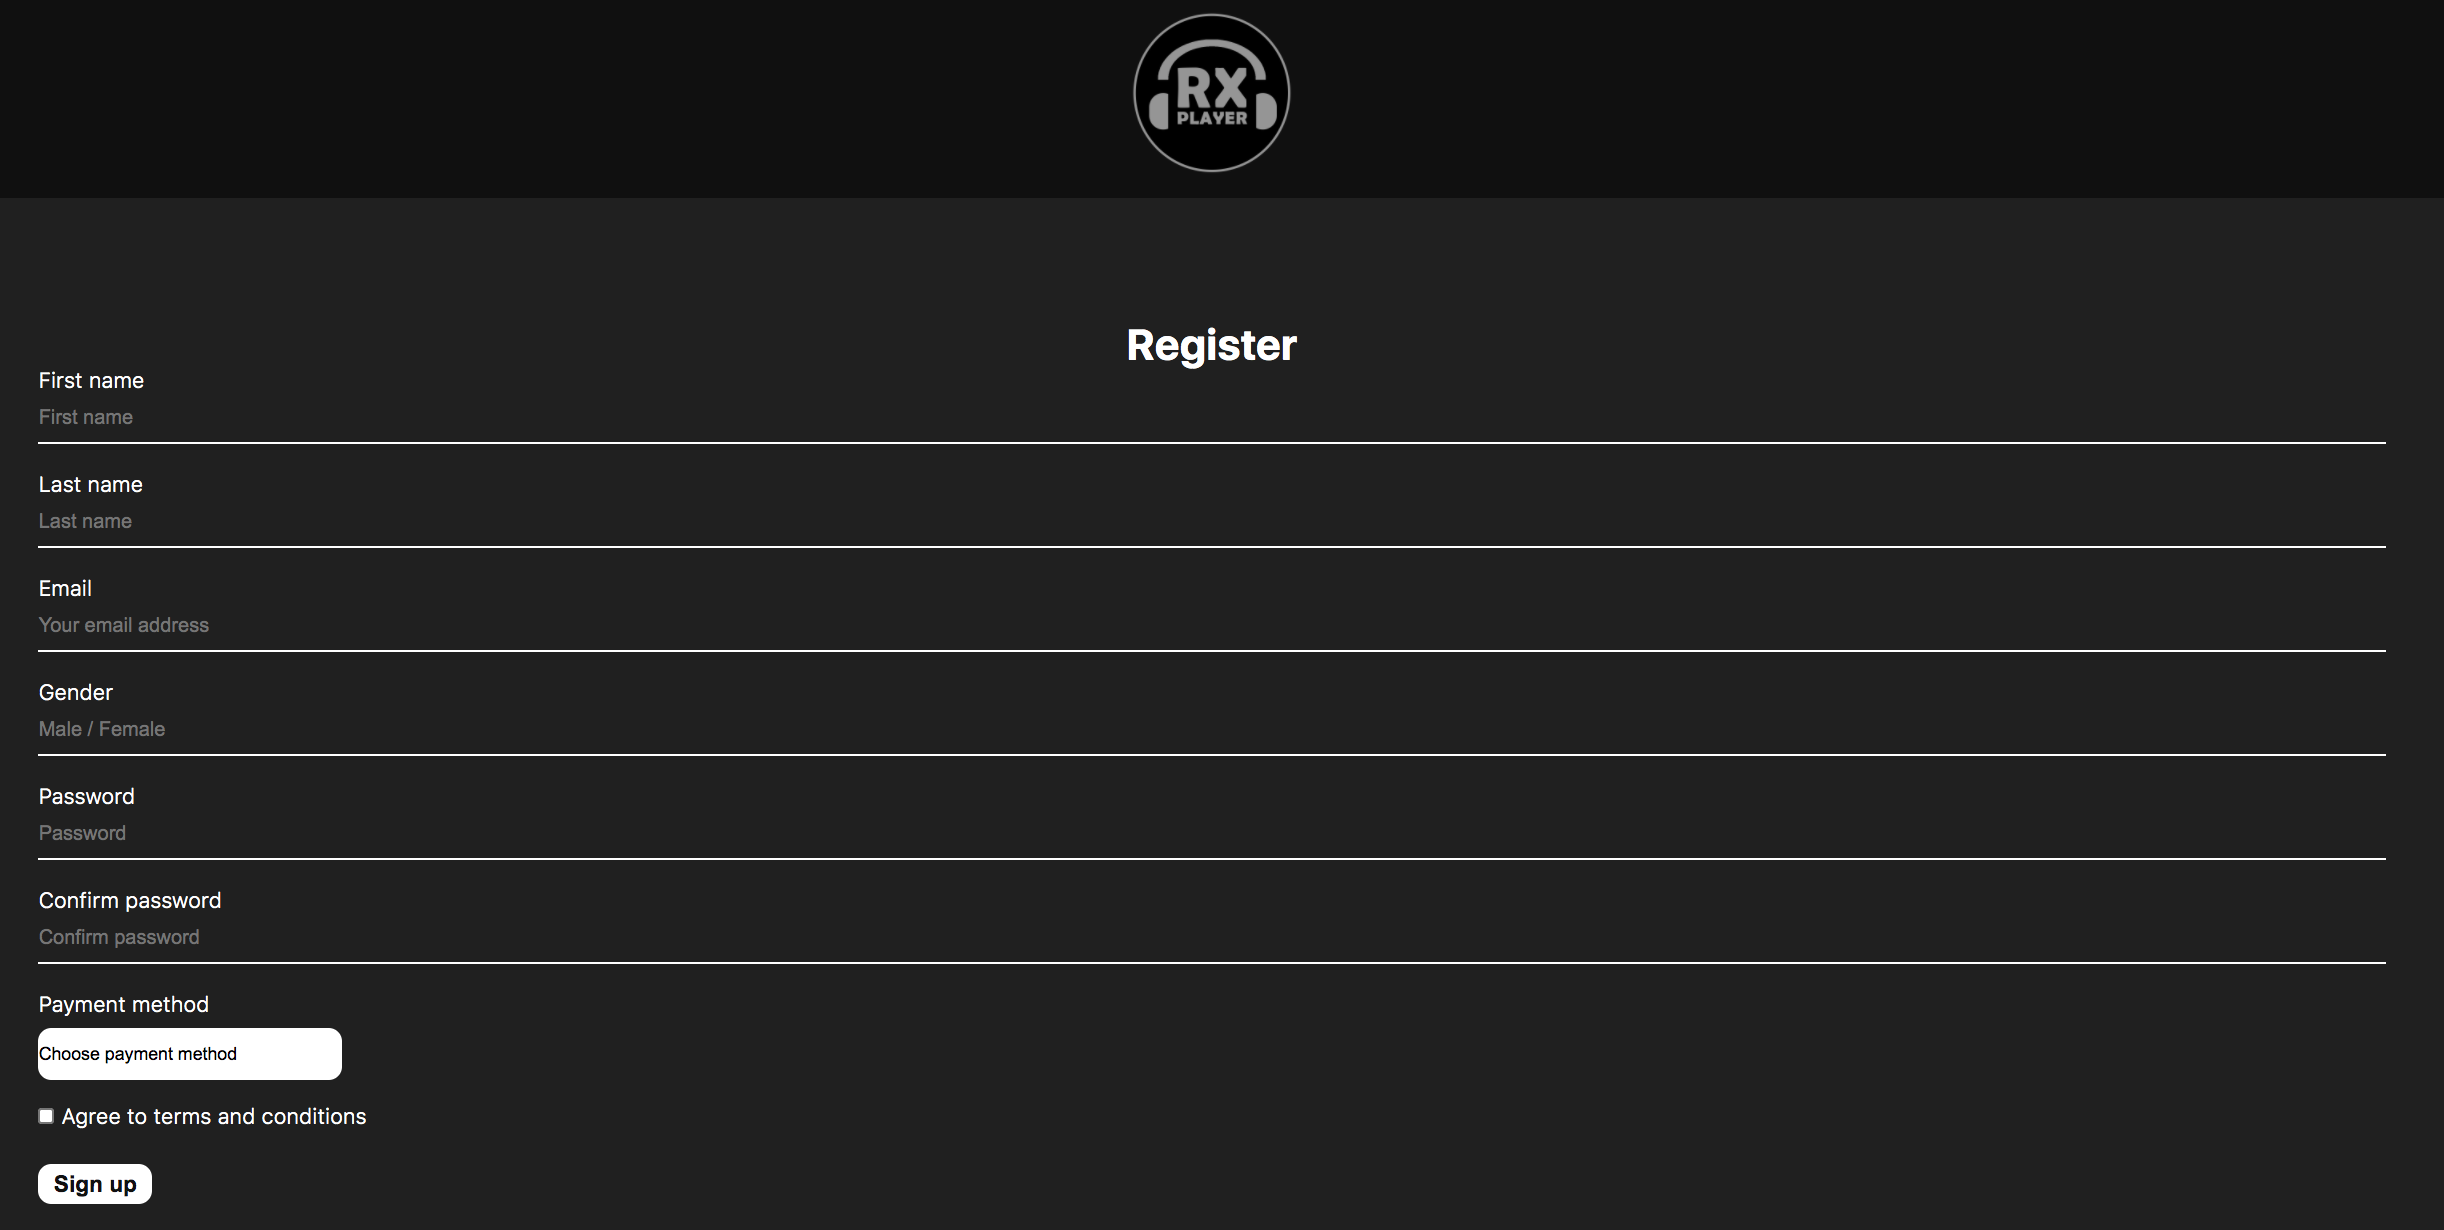 RX
PLAYER
Register
First name
First name
Last name
Last name
Email
Your email address
Gender
Male / Female
Password
Password
Confirm password
Confirm password
Payment method
Choose payment method
Agree to terms and conditions
Sign up